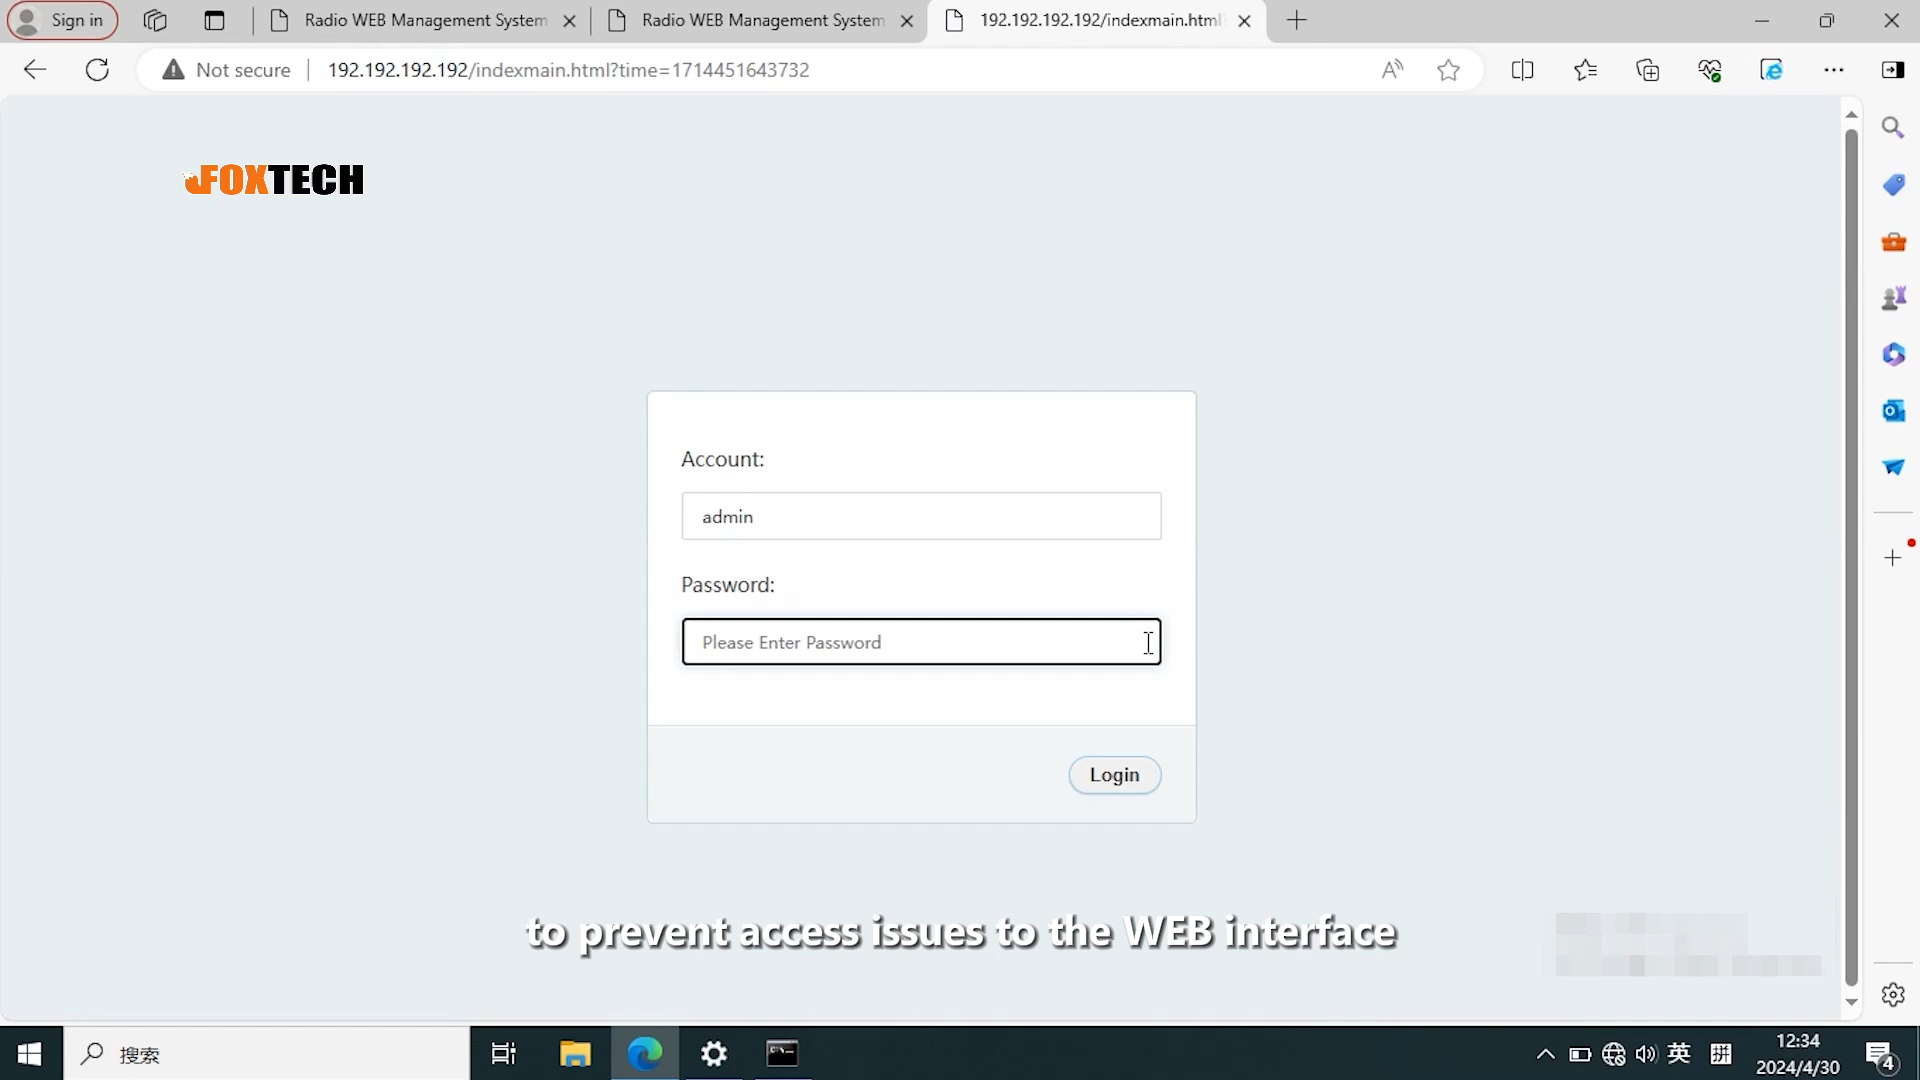 Sign in
Radio WEB Management System
Radio WEB Management System
192.192.192.192/indexmain.html
Not secure
192.192.192.192/indexmain.html?time=1714451643732
FOXTECH
Account:
admin
Password:
Please Enter Password
Login
to prevent access issues to the WEB interface
搜索
英
拼
12:34
2024/4/30
4